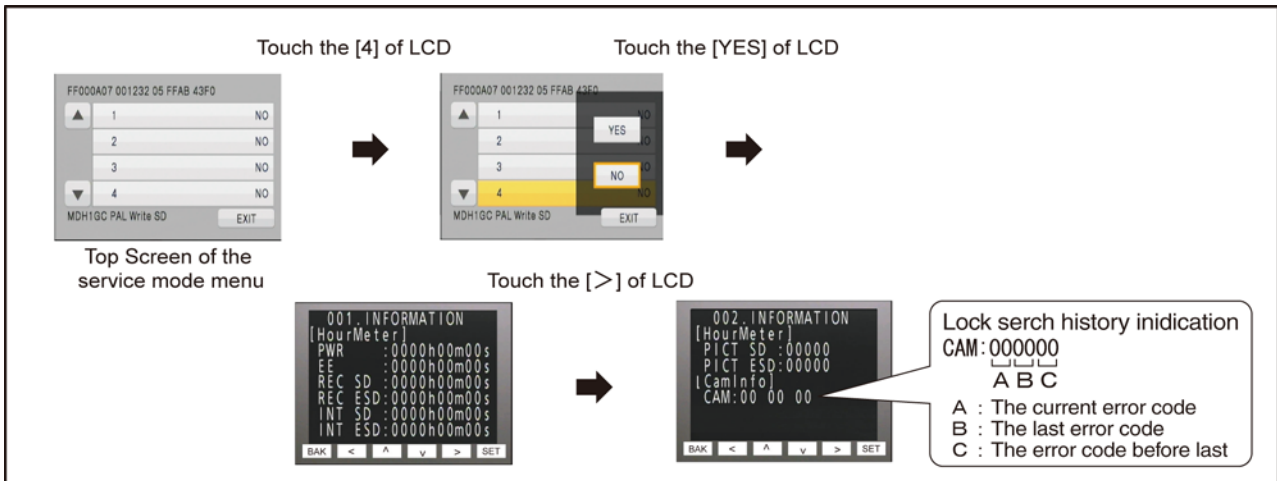 Touch the [4] of LCD
Touch the [YES] of LCD
FF000A07 001232 05 FFAB 43F0
▲ 1 NO
2 NO
3 NO
▼ 4 NO
MDH1GC PAL Write SD EXIT
Top Screen of the
service mode menu
FF000A07 001232 05 FFAB 43F0
▲ 1 NO
YES
2 NO
3 NO
NO
▼ 4 NO
MDH1GC PAL Write SD EXIT
Touch the [>] of LCD
001.INFORMATION
[HourMeter]
PWR :0000h00m00s
EE :0000h00m00s
REC SD :0000h00m00s
REC ESD:0000h00m00s
INT SD :0000h00m00s
INT ESD:0000h00m00s
BAK < ^ v > SET
002.INFORMATION
[HourMeter]
PICT SD :00000
PICT ESD:00000
[CamInfo]
CAM:00 00 00
BAK < ^ v > SET
Lock serch history inidication
CAM:000000
A B C
A : The current error code
B : The last error code
C : The error code before last